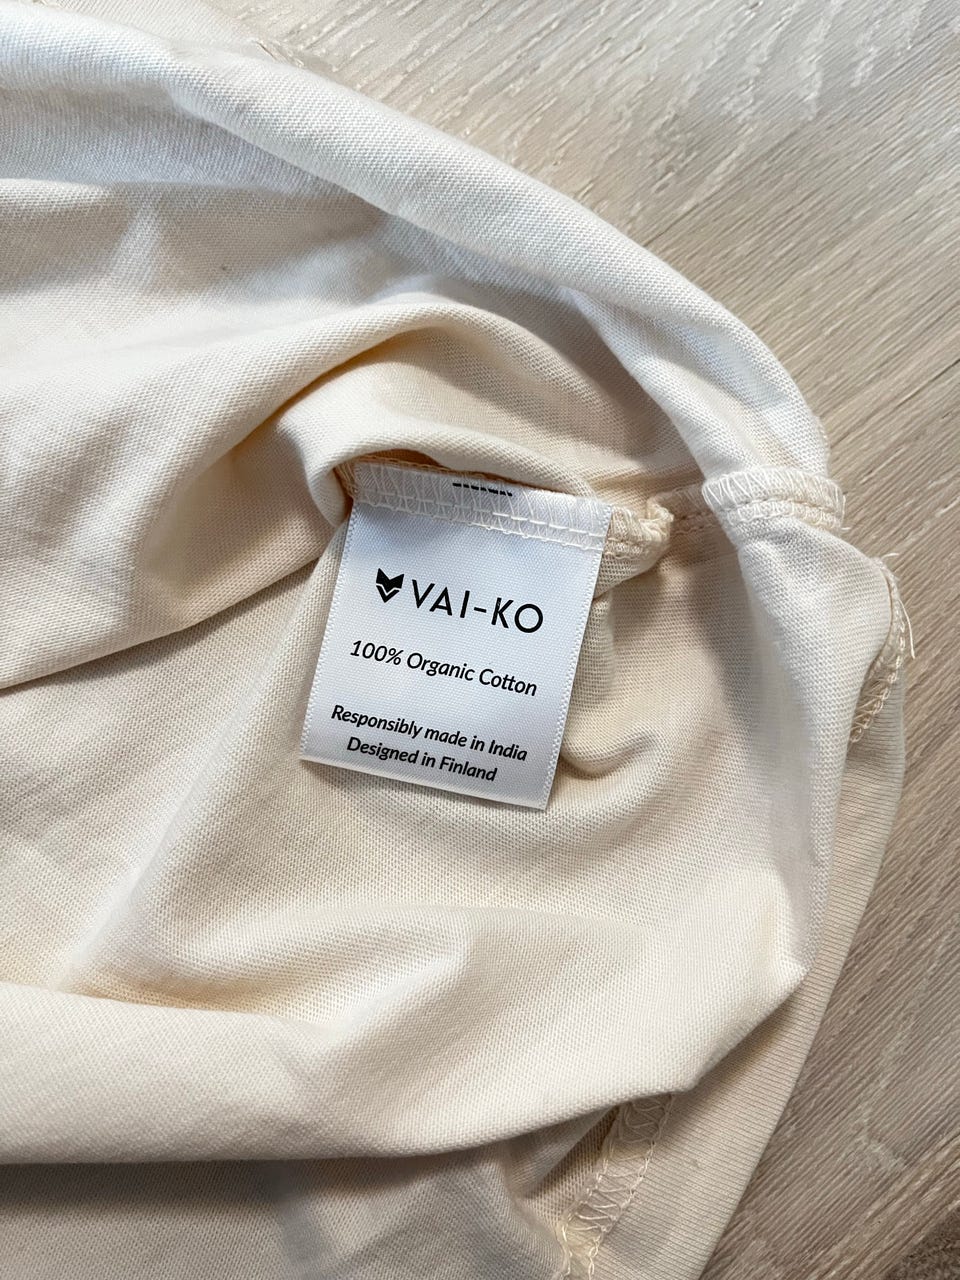 VAI-KO
100% Organic Cotton
Responsibly made in India
Designed in Finland